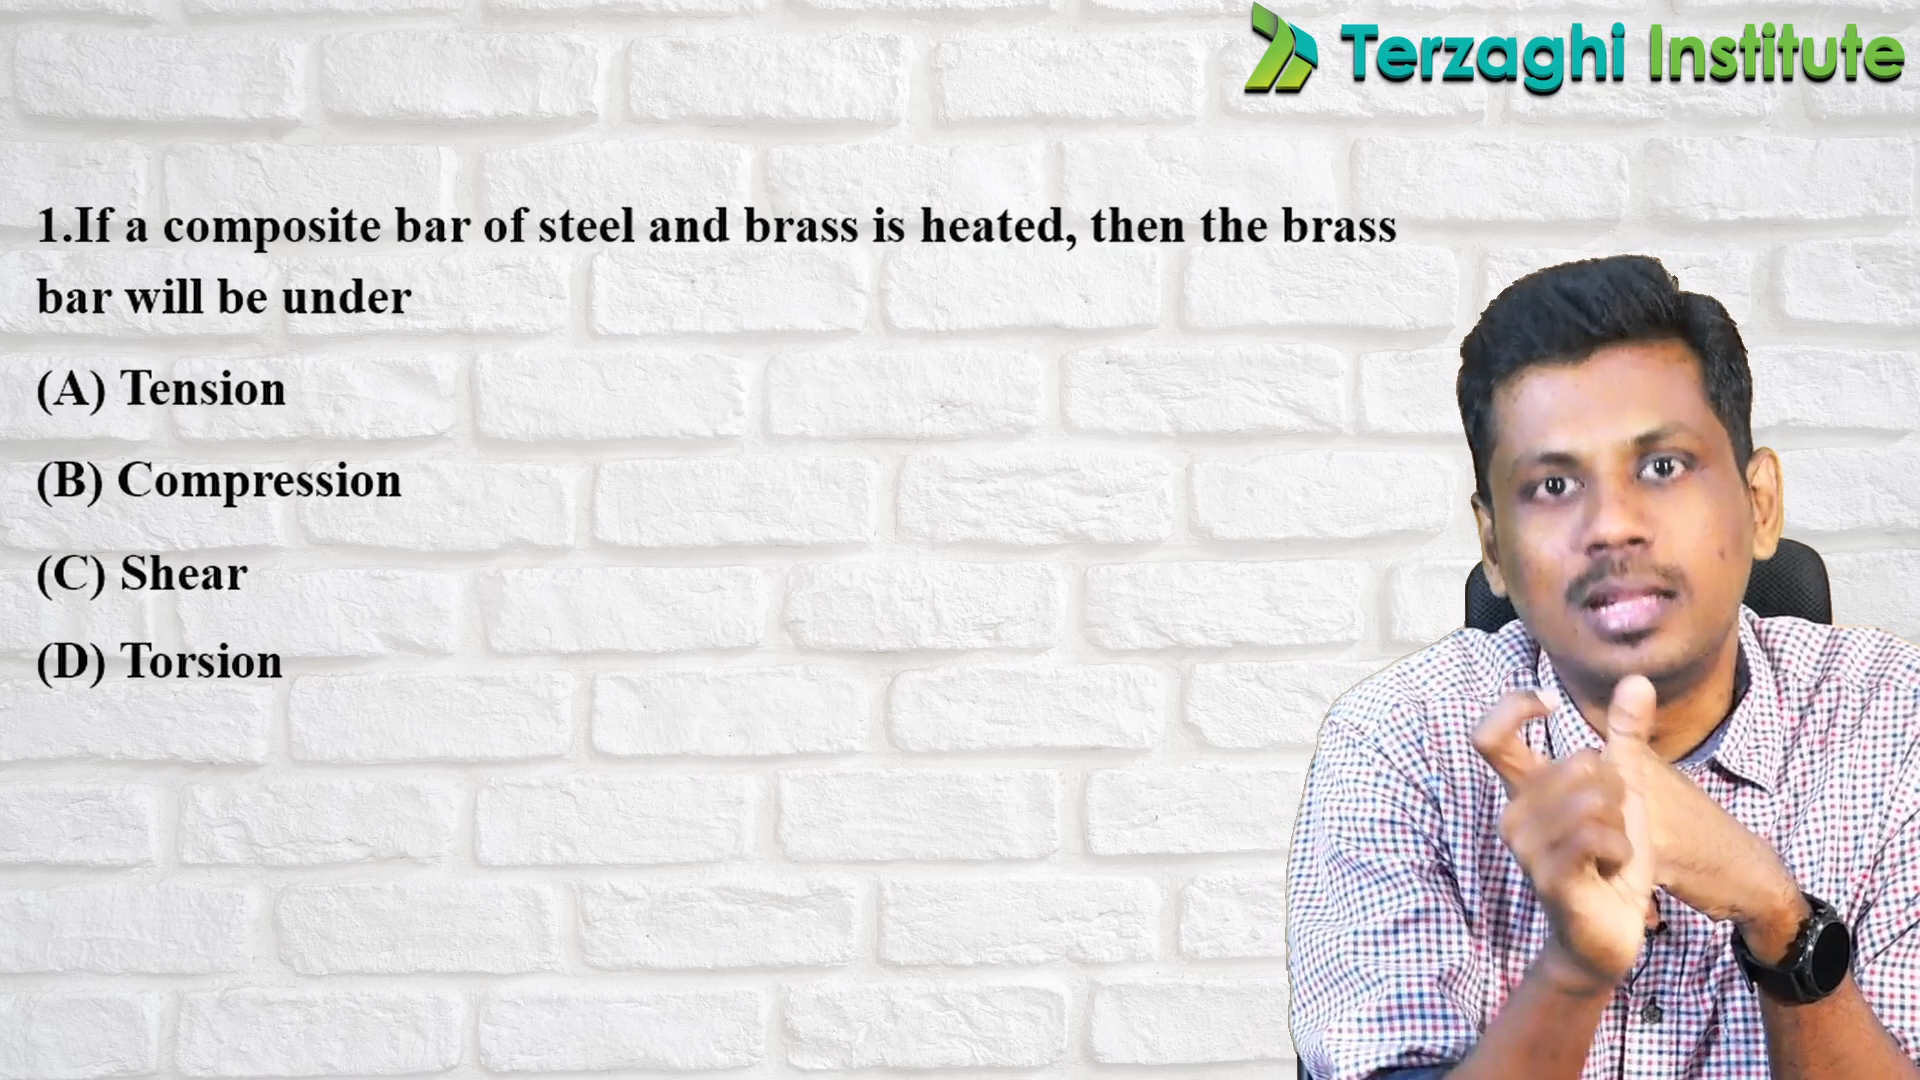 Terzaghi Institute
1.If a composite bar of steel and brass is heated, then the brass
bar will be under
(A) Tension
(B) Compression
(C) Shear
(D) Torsion